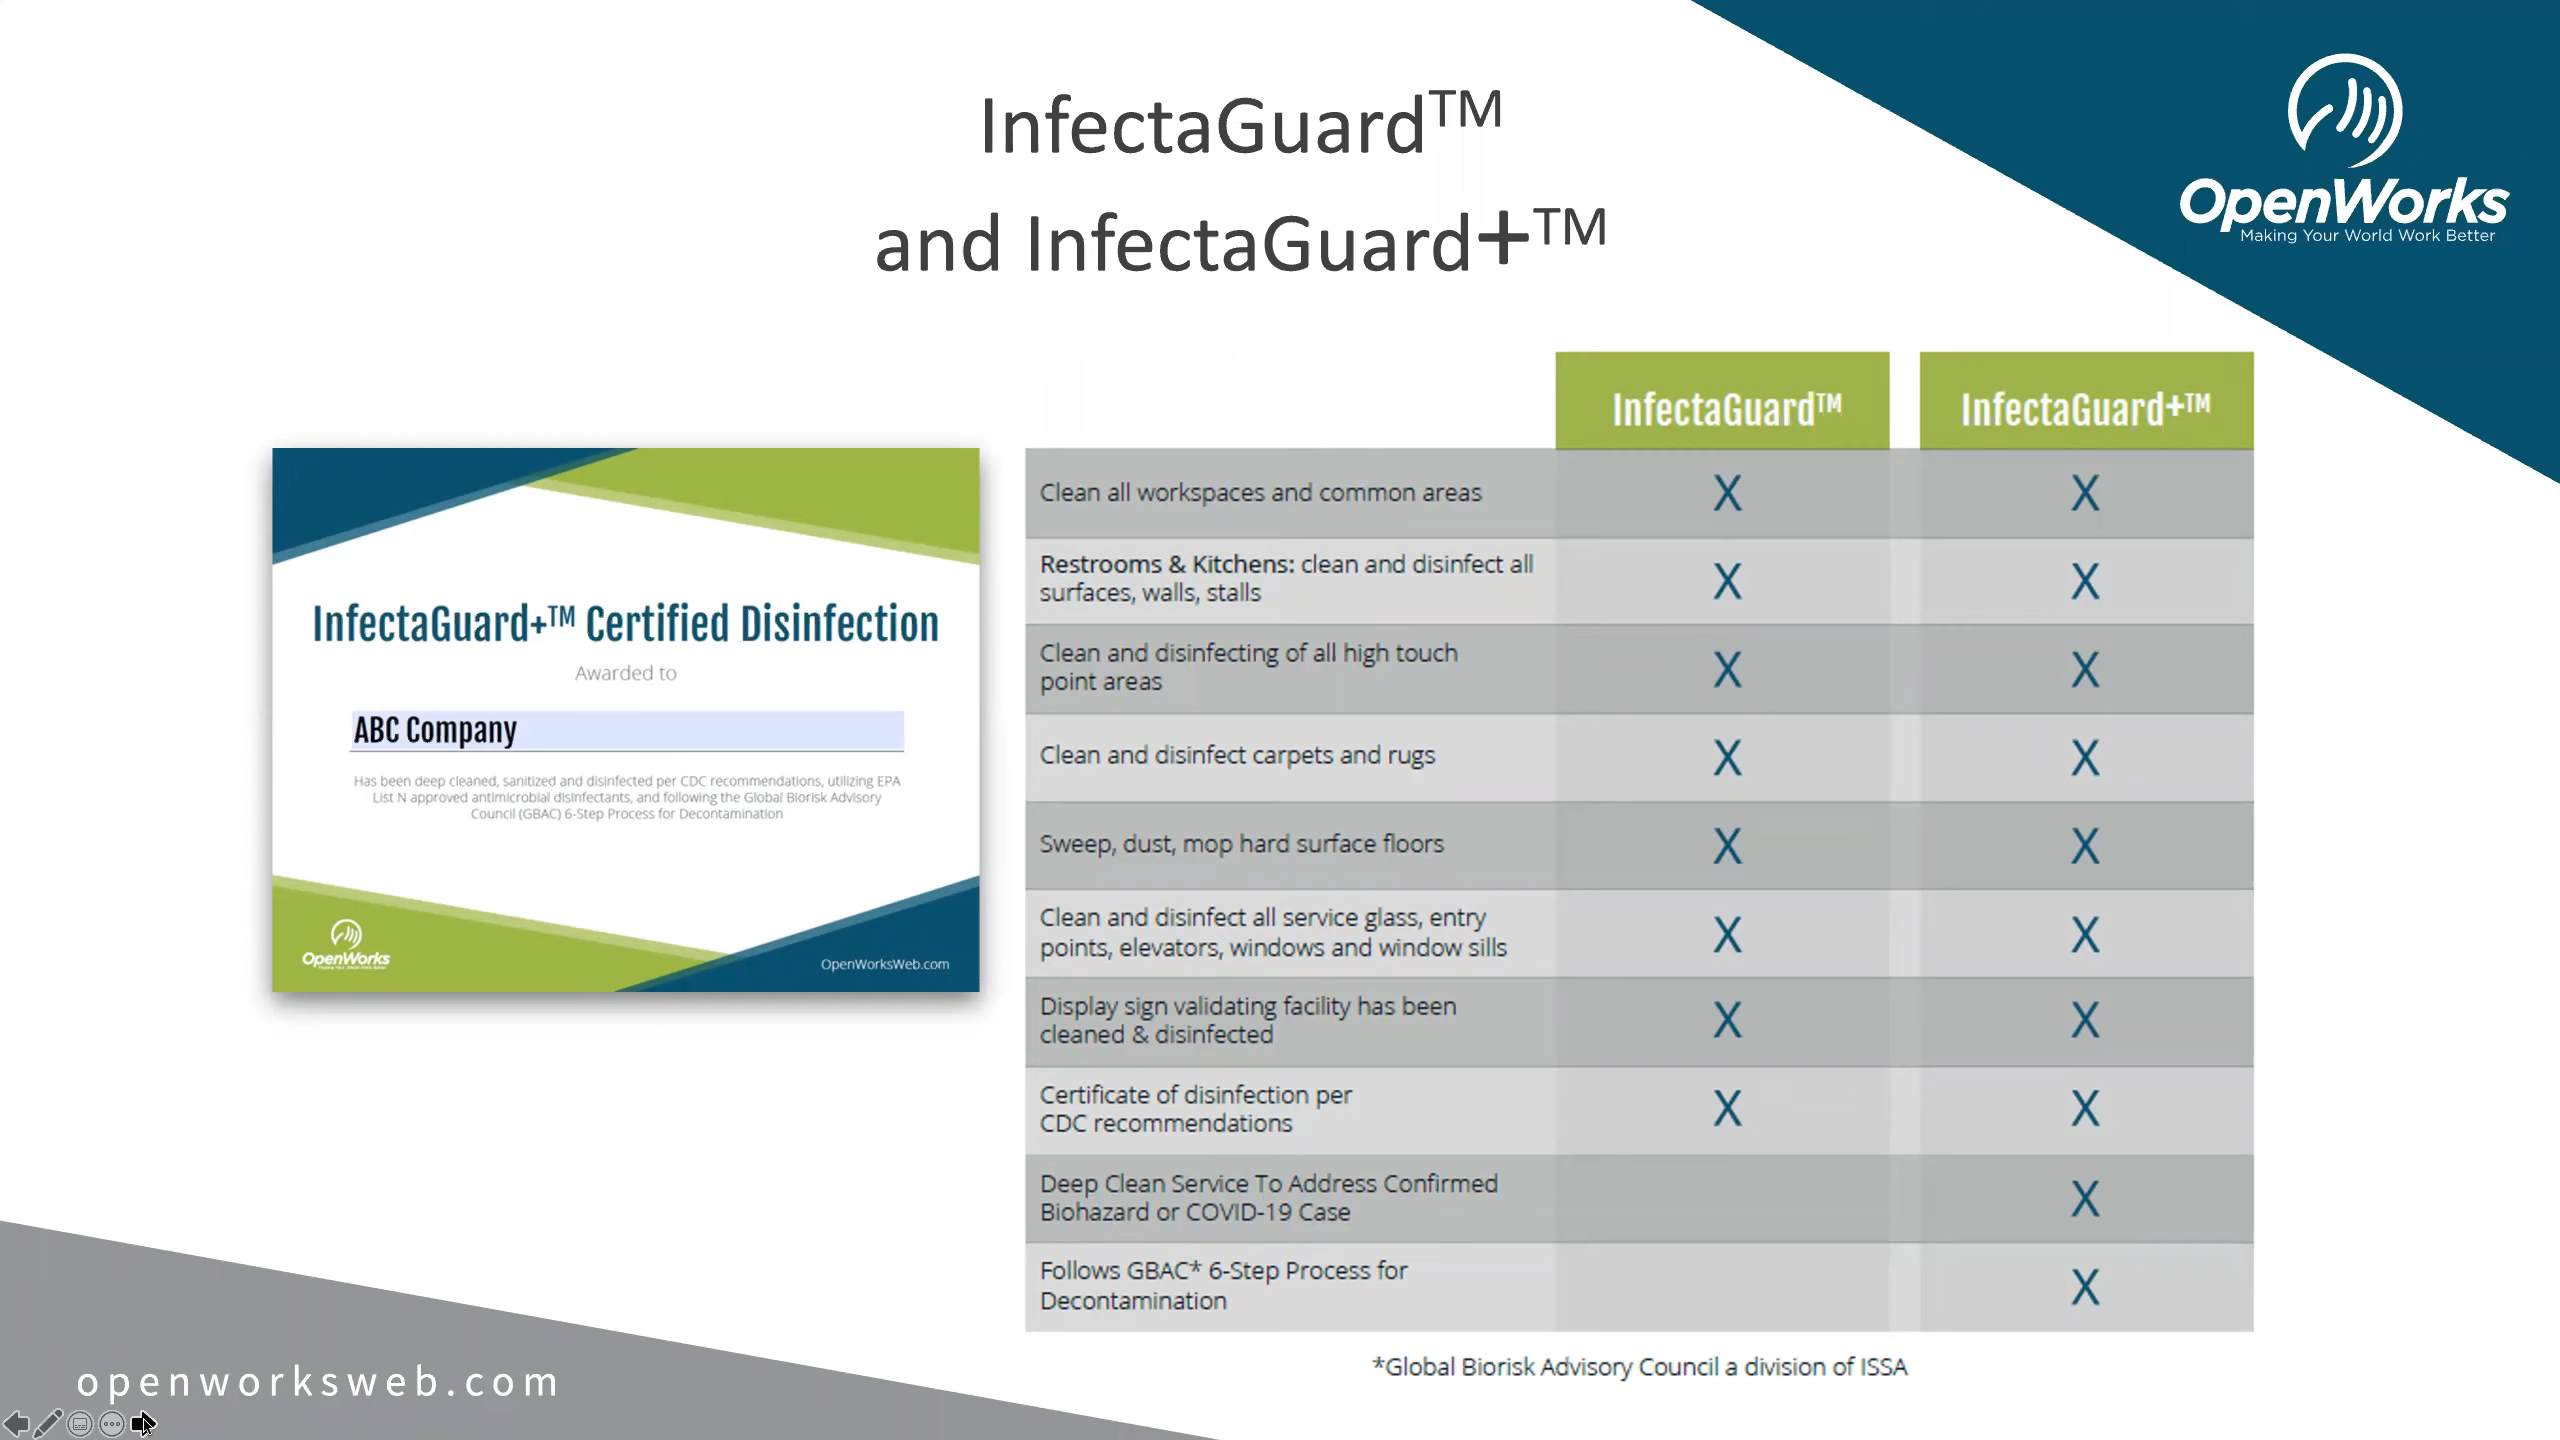 InfectaGuard™
and InfectaGuard+™
OpenWorks
Making Your World Work Better
InfectaGuard+™ Certified Disinfection
Awarded to
ABC Company
Has been deep cleaned, sanitized and disinfected per CDC recommendations, utilizing EPA
List N approved antimicrobial disinfectants, and following the Global Biorisk Advisory
Council (GBAC) 6-Step Process for Decontamination
OpenWorks
OpenWorksWeb.com
InfectaGuard™ InfectaGuard+™
Clean all workspaces and common areas X X
Restrooms & Kitchens: clean and disinfect all
surfaces, walls, stalls X X
Clean and disinfecting of all high touch
point areas X X
Clean and disinfect carpets and rugs X X
Sweep, dust, mop hard surface floors X X
Clean and disinfect all service glass, entry
points, elevators, windows and window sills X X
Display sign validating facility has been
cleaned & disinfected X X
Certificate of disinfection per
CDC recommendations X X
Deep Clean Service To Address Confirmed
Biohazard or COVID-19 Case X
Follows GBAC* 6-Step Process for
Decontamination X
*Global Biorisk Advisory Council a division of ISSA
openworksweb.com